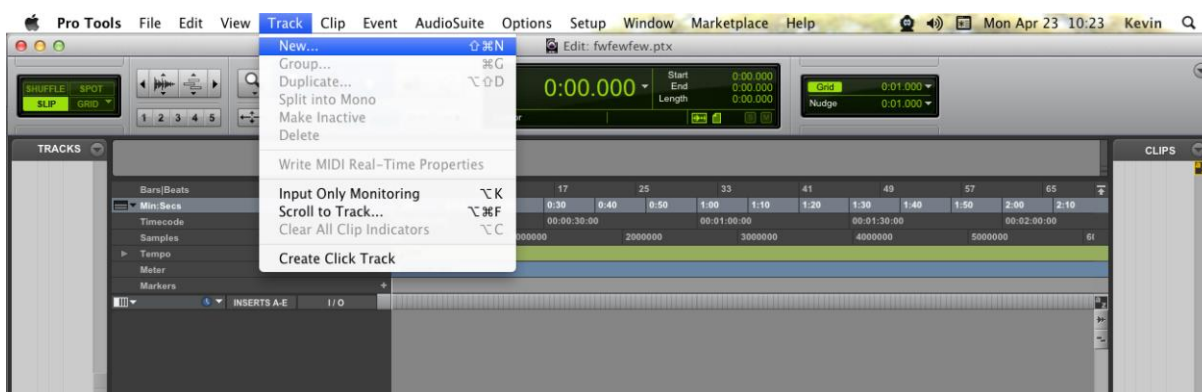 Pro Tools File Edit View Track Clip Event AudioSuite Options Setup Window Marketplace Help Mon Apr 23 10:23 Kevin
Edit: fwfewfew.ptx
New... ⇧⌘N
Group... ⌘G
Duplicate... ⌥⇧D
Split into Mono
Make Inactive
Delete
Write MIDI Real-Time Properties
Input Only Monitoring ⌥K
Scroll to Track... ⌥⌘F
Clear All Clip Indicators ⌥C
Create Click Track
SHUFFLE SPOT
SLIP GRID
1 2 3 4 5
0:00.000
Start 0:00.000
End 0:00.000
Length 0:00.000
Grid 0:01.000
Nudge 0:01.000
TRACKS
CLIPS
Bars|Beats 17 25 33 41 49 57 65
Min:Secs 0:30 0:40 0:50 1:00 1:10 1:20 1:30 1:40 1:50 2:00 2:10
Timecode 00:00:30:00 00:01:00:00 00:01:30:00 00:02:00:00
Samples 2000000 3000000 4000000 5000000
Tempo
Meter
Markers
INSERTS A-E I / O